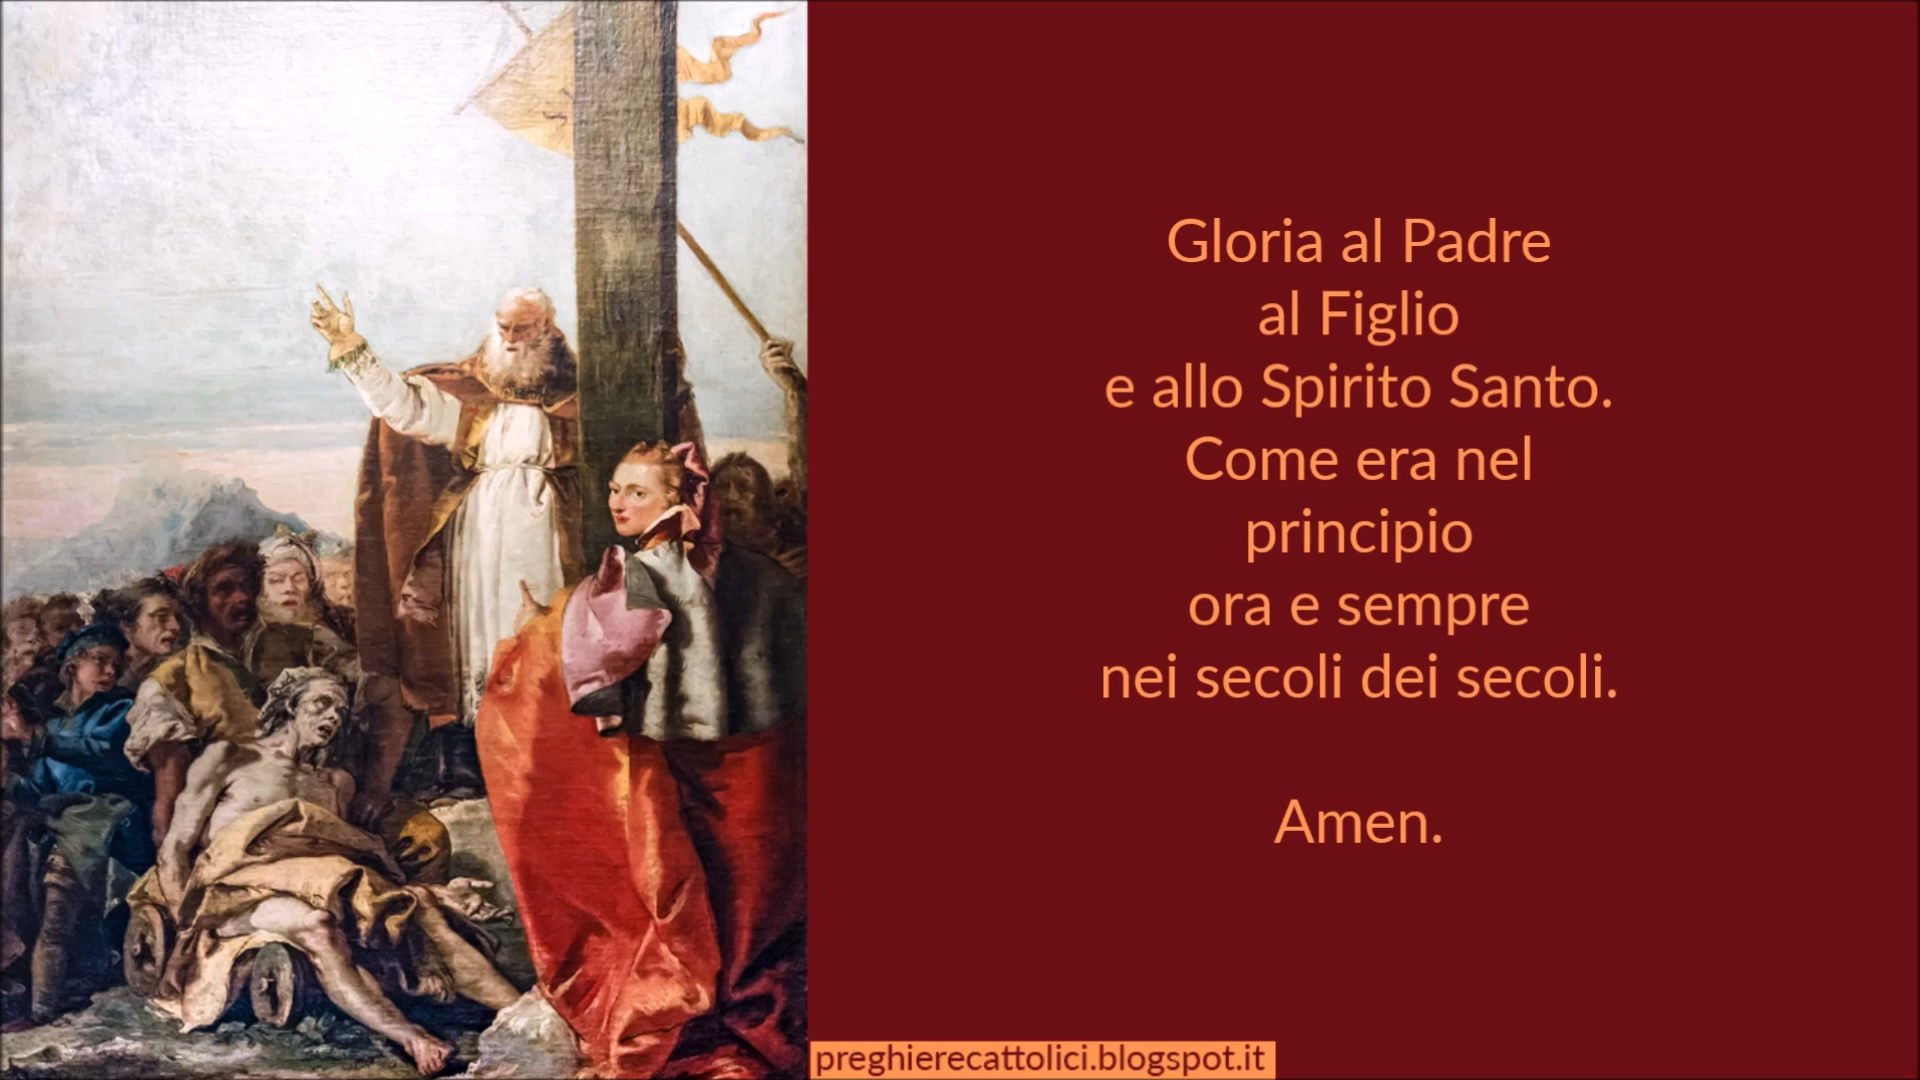 Gloria al Padre
al Figlio
e allo Spirito Santo.
Come era nel
principio
ora e sempre
nei secoli dei secoli.
Amen.
preghierecattolici.blogspot.it